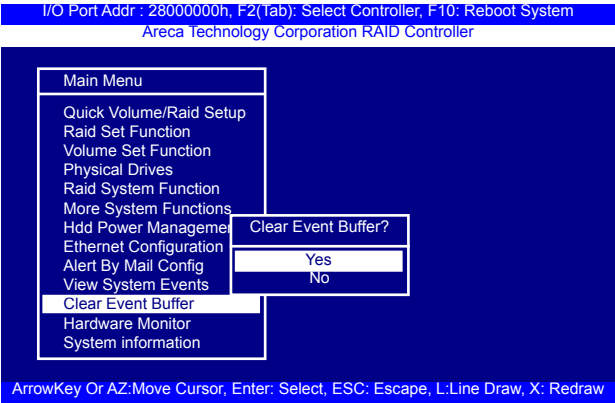 I/O Port Addr : 28000000h, F2(Tab): Select Controller, F10: Reboot System
Areca Technology Corporation RAID Controller
Main Menu
Quick Volume/Raid Setup
Raid Set Function
Volume Set Function
Physical Drives
Raid System Function
More System Functions
Hdd Power Managemen
Ethernet Configuration
Alert By Mail Config
View System Events
Clear Event Buffer
Hardware Monitor
System information
Clear Event Buffer?
Yes
No
ArrowKey Or AZ:Move Cursor, Enter: Select, ESC: Escape, L:Line Draw, X: Redraw